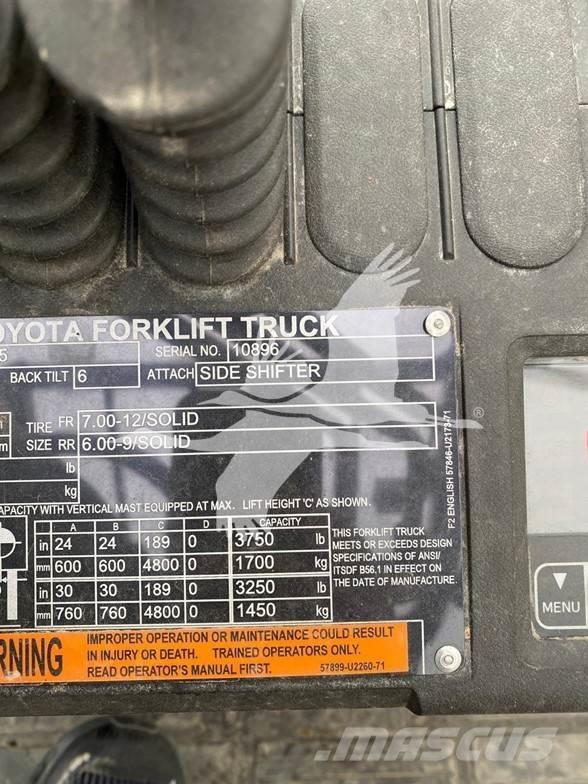 OYOTA FORKLIFT TRUCK
5 SERIAL NO. 10896
BACK TILT 6 ATTACH SIDE SHIFTER
TIRE FR 7.00-12/SOLID
mm SIZE RR 6.00-9/SOLID
lb
kg
CAPACITY WITH VERTICAL MAST EQUIPPED AT MAX. LIFT HEIGHT 'C' AS SHOWN.
A B C D CAPACITY
in 24 24 189 0 3750 lb
mm 600 600 4800 0 1700 kg
in 30 30 189 0 3250 lb
mm 760 760 4800 0 1450 kg
THIS FORKLIFT TRUCK
MEETS OR EXCEEDS DESIGN
SPECIFICATIONS OF ANSI/
ITSDF B56.1 IN EFFECT ON
THE DATE OF MANUFACTURE.
F2 ENGLISH 57846-U2173-71
RNING
IMPROPER OPERATION OR MAINTENANCE COULD RESULT
IN INJURY OR DEATH. TRAINED OPERATORS ONLY.
READ OPERATOR'S MANUAL FIRST. 57899-U2260-71
MENU
®
MASCUS